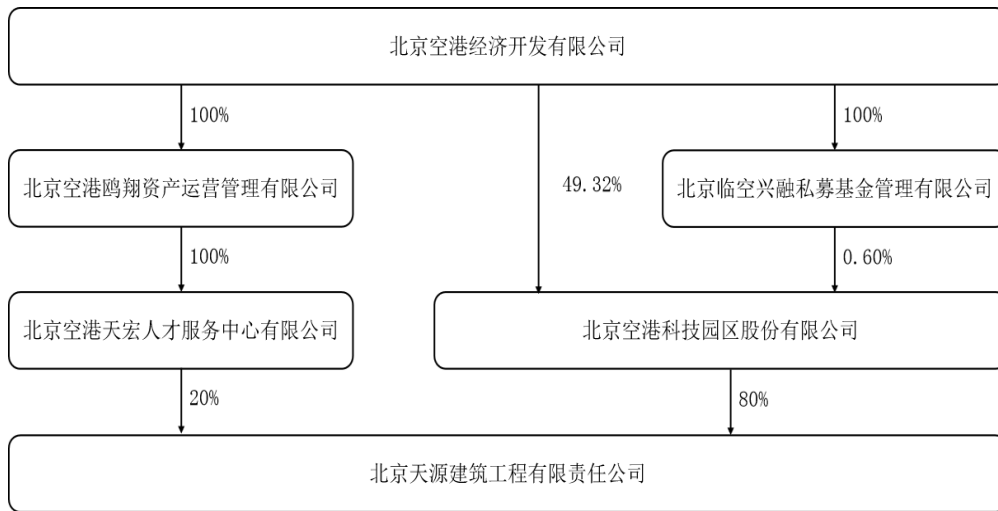 北京空港经济开发有限公司
100%
100%
北京空港鸥翔资产运营管理有限公司
49.32%
北京临空兴融私募基金管理有限公司
100%
0.60%
北京空港天宏人才服务中心有限公司
北京空港科技园区股份有限公司
20%
80%
北京天源建筑工程有限责任公司